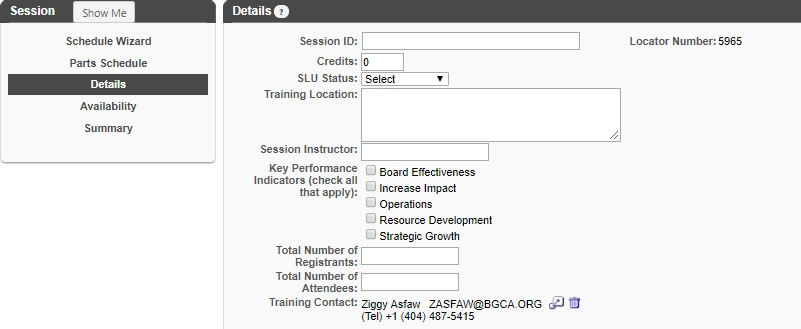 Session Show Me
Schedule Wizard
Parts Schedule
Details
Availability
Summary
Details ?
Session ID: Locator Number: 5965
Credits: 0
SLU Status: Select
Training Location:
Session Instructor:
Key Performance
Indicators (check all
that apply):
Board Effectiveness
Increase Impact
Operations
Resource Development
Strategic Growth
Total Number of
Registrants:
Total Number of
Attendees:
Training Contact: Ziggy Asfaw ZASFAW@BGCA.ORG
(Tel) +1 (404) 487-5415